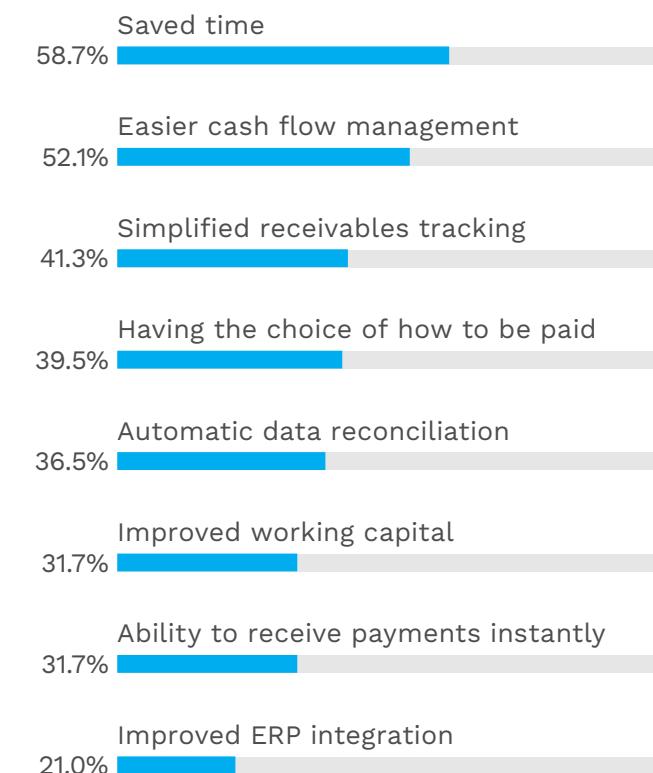 Saved time
58.7%
Easier cash flow management
52.1%
Simplified receivables tracking
41.3%
Having the choice of how to be paid
39.5%
Automatic data reconciliation
36.5%
Improved working capital
31.7%
Ability to receive payments instantly
31.7%
Improved ERP integration
21.0%